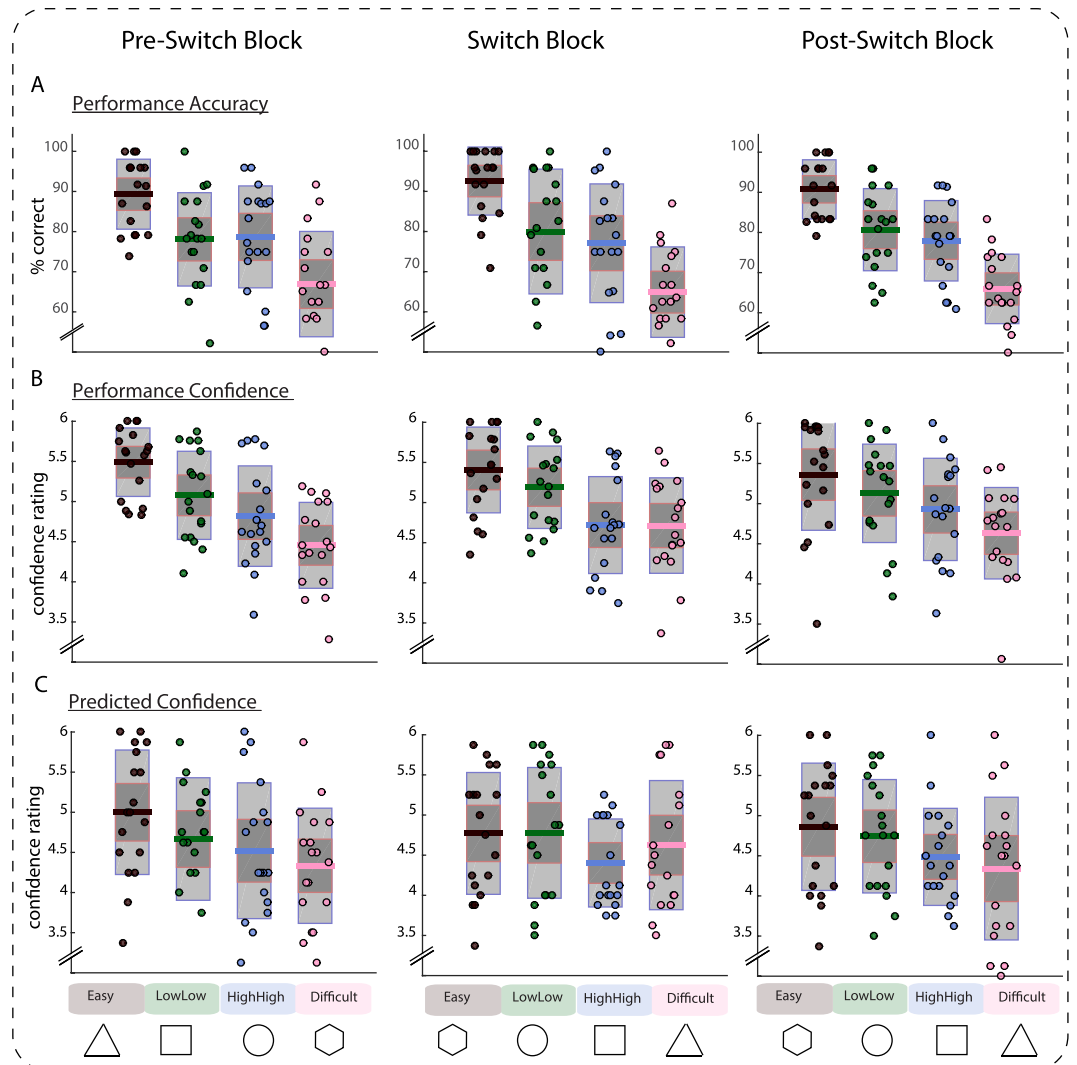 Pre-Switch Block Switch Block Post-Switch Block
A
Performance Accuracy
% correct
100 90 80 70 60
100 90 80 70 60
100 90 80 70 60
B
Performance Confidence
confidence rating
6 5.5 5 4.5 4 3.5
6 5.5 5 4.5 4 3.5
6 5.5 5 4.5 4 3.5
C
Predicted Confidence
confidence rating
6 5.5 5 4.5 4 3.5
6 5.5 5 4.5 4 3.5
6 5.5 5 4.5 4 3.5
Easy LowLow HighHigh Difficult Easy LowLow HighHigh Difficult Easy LowLow HighHigh Difficult